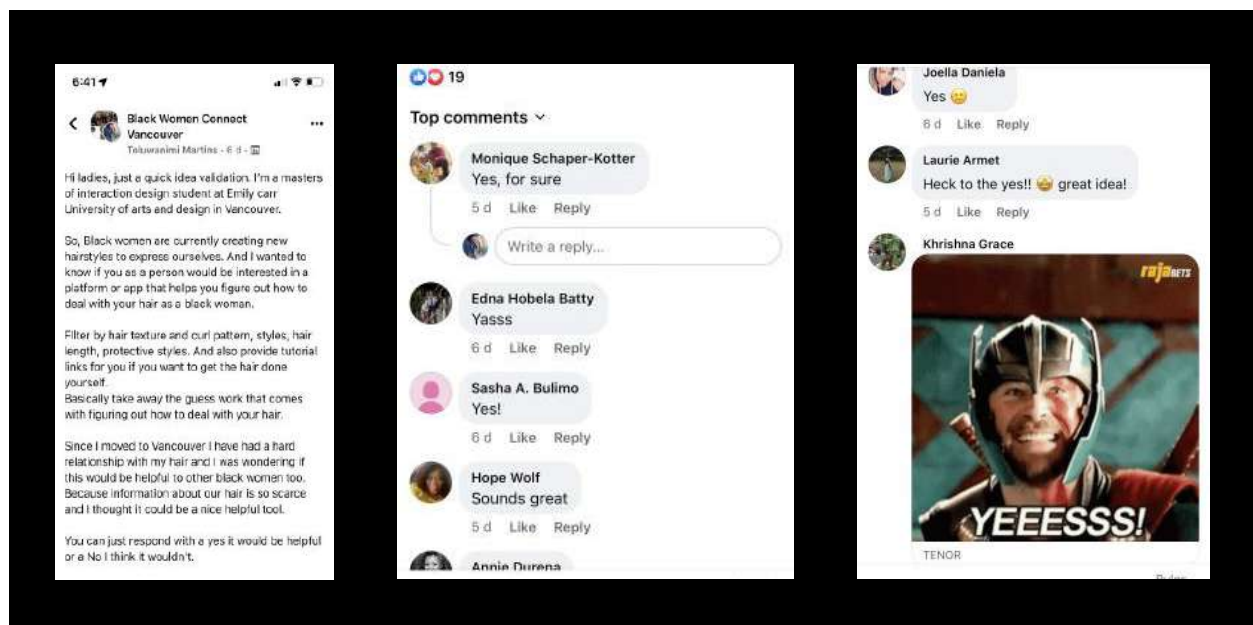 6:41
Black Women Connect
Vancouver
Toluwanimi Martins - 6 d -
Hi ladies, just a quick idea validation. I'm a masters
of interaction design student at Emily carr
University of arts and design in Vancouver.
So, Black women are currently creating new
hairstyles to express ourselves. And I wanted to
know if you as a person would be interested in a
platform or app that helps you figure out how to
deal with your hair as a black woman.
Filter by hair texture and curl pattern, styles, hair
length, protective styles. And also provide tutorial
links for you if you want to get the hair done
yourself.
Basically take away the guess work that comes
with figuring out how to deal with your hair.
Since I moved to Vancouver I have had a hard
relationship with my hair and I was wondering if
this would be helpful to other black women too.
Because information about our hair is so scarce
and I thought it could be a nice helpful tool.
You can just respond with a yes it would be helpful
or a No I think it wouldn't.
19
Top comments
Monique Schaper-Kotter
Yes, for sure
5 d Like Reply
Write a reply...
Edna Hobela Batty
Yasss
6 d Like Reply
Sasha A. Bulimo
Yes!
6 d Like Reply
Hope Wolf
Sounds great
5 d Like Reply
Annie Durena
Joella Daniela
Yes
6 d Like Reply
Laurie Armet
Heck to the yes!! great idea!
5 d Like Reply
Khrishna Grace
rajaBETS
YEEESSS!
TENOR